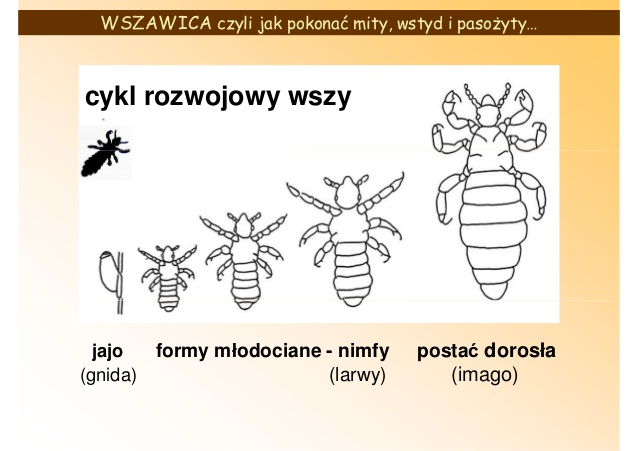 WSZAWICA czyli jak pokonać mity, wstyd i pasożyty...
cykl rozwojowy wszy
jajo formy młodociane - nimfy postać dorosła
(gnida) (larwy) (imago)